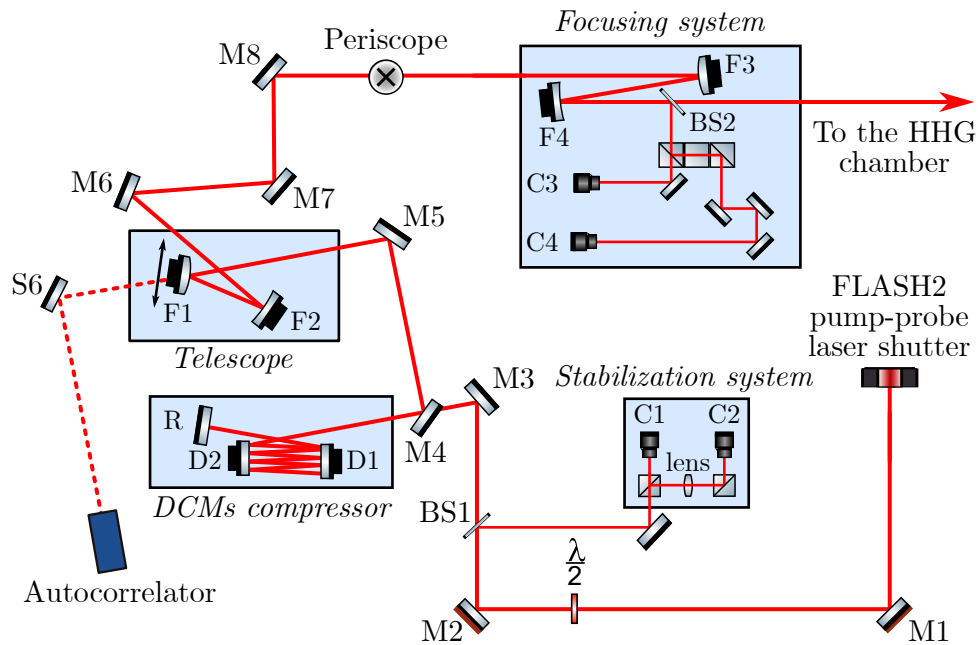 Focusing system
Periscope
M8
F3
F4
BS2
To the HHG
chamber
C3
C4
M6
M7
M5
S6
F1
F2
Telescope
FLASH2
pump-probe
laser shutter
M3
Stabilization system
C1
C2
lens
R
D2
D1
M4
DCMs compressor
BS1
λ
2
Autocorrelator
M2
M1